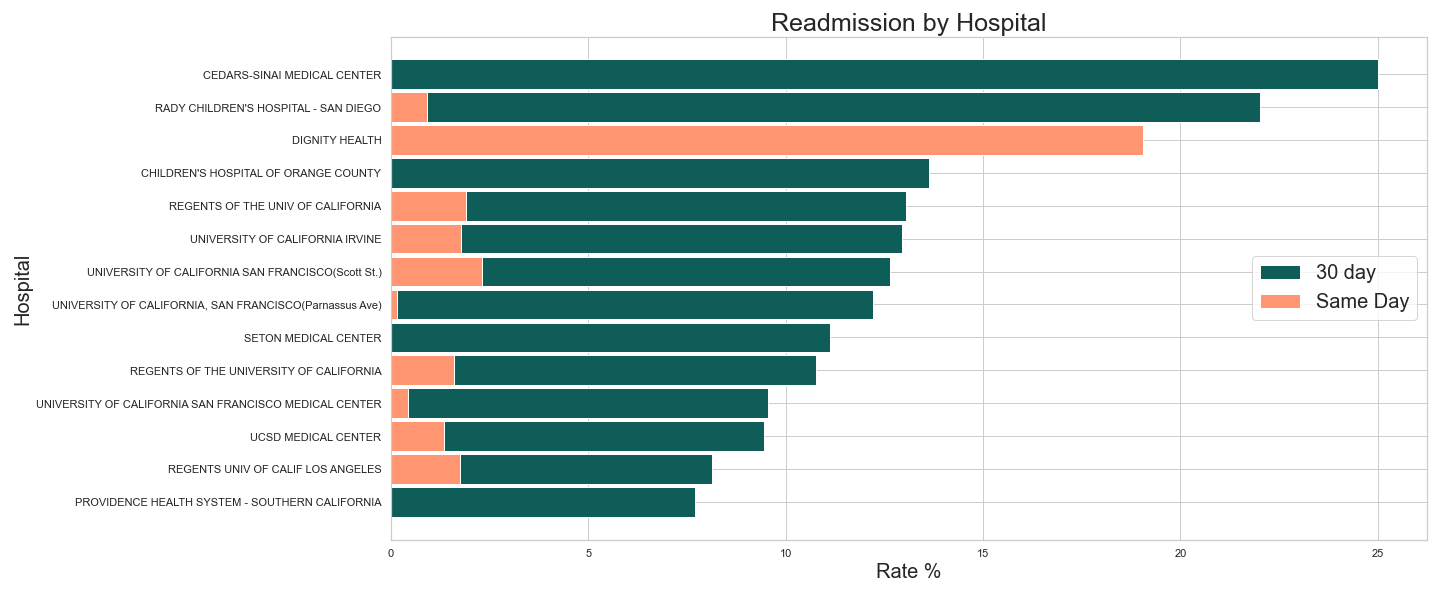 Readmission by Hospital
CEDARS-SINAI MEDICAL CENTER
RADY CHILDREN'S HOSPITAL - SAN DIEGO
DIGNITY HEALTH
CHILDREN'S HOSPITAL OF ORANGE COUNTY
REGENTS OF THE UNIV OF CALIFORNIA
UNIVERSITY OF CALIFORNIA IRVINE
UNIVERSITY OF CALIFORNIA SAN FRANCISCO(Scott St.)
UNIVERSITY OF CALIFORNIA, SAN FRANCISCO(Parnassus Ave)
SETON MEDICAL CENTER
REGENTS OF THE UNIVERSITY OF CALIFORNIA
UNIVERSITY OF CALIFORNIA SAN FRANCISCO MEDICAL CENTER
UCSD MEDICAL CENTER
REGENTS UNIV OF CALIF LOS ANGELES
PROVIDENCE HEALTH SYSTEM - SOUTHERN CALIFORNIA
Hospital
30 day
Same Day
0 5 10 15 20 25
Rate %